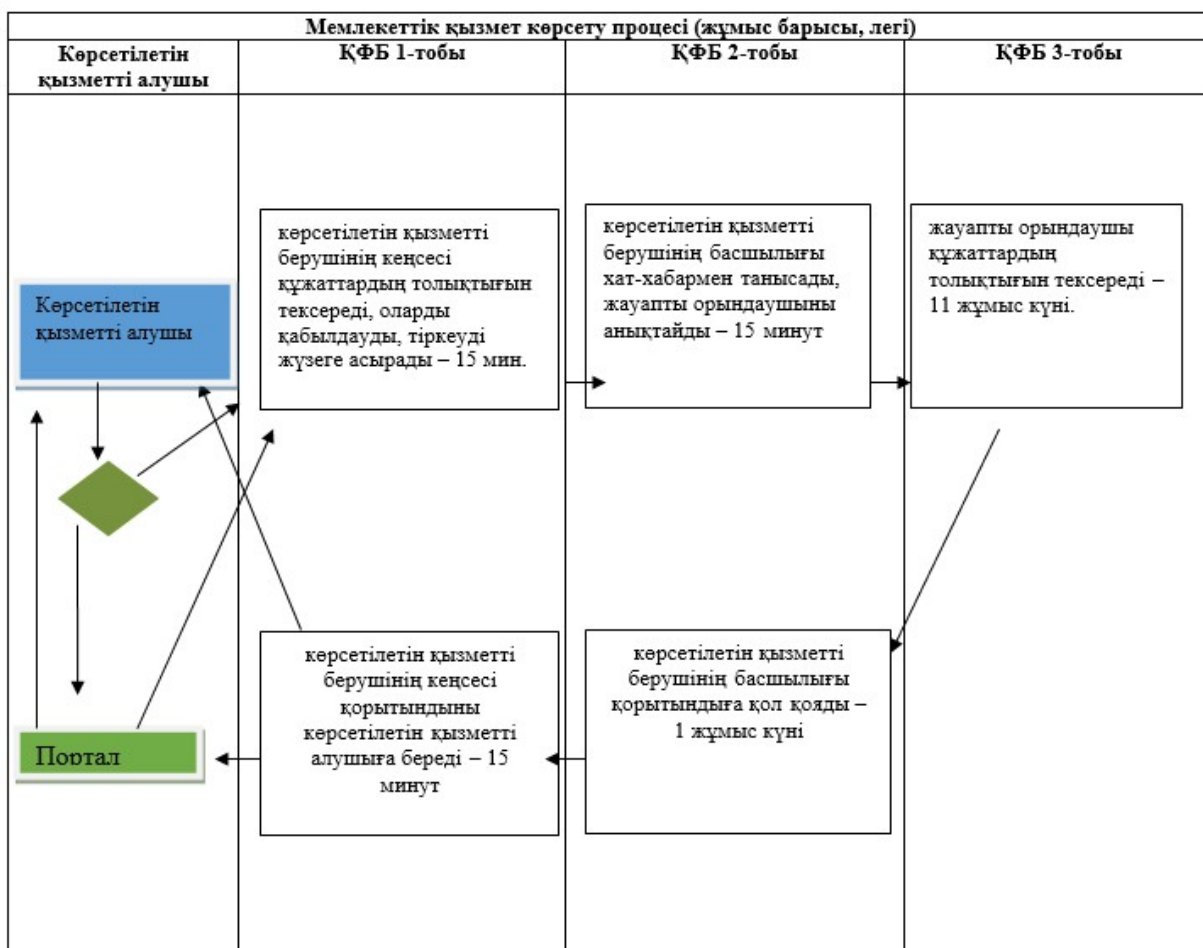 Мемлекеттік қызмет көрсету процесі (жұмыс барысы, легі)
Көрсетілетін
қызметті алушы
ҚФБ 1-тобы
ҚФБ 2-тобы
ҚФБ 3-тобы
Көрсетілетін
қызметті алушы
көрсетілетін қызметті
берушінің кеңсесі
құжаттардың толықтығын
тексереді, оларды
қабылдауды, тіркеуді
жүзеге асырады – 15 мин.
көрсетілетін қызметті
берушінің басшылығы
хат-хабармен танысады,
жауапты орындаушыны
анықтайды – 15 минут
жауапты орындаушы
құжаттардың
толықтығын тексереді –
11 жұмыс күні.
Портал
көрсетілетін қызметті
берушінің кеңсесі
қорытындыны
көрсетілетін қызметті
алушыға береді – 15
минут
көрсетілетін қызметті
берушінің басшылығы
қорытындыға қол қояды –
1 жұмыс күні